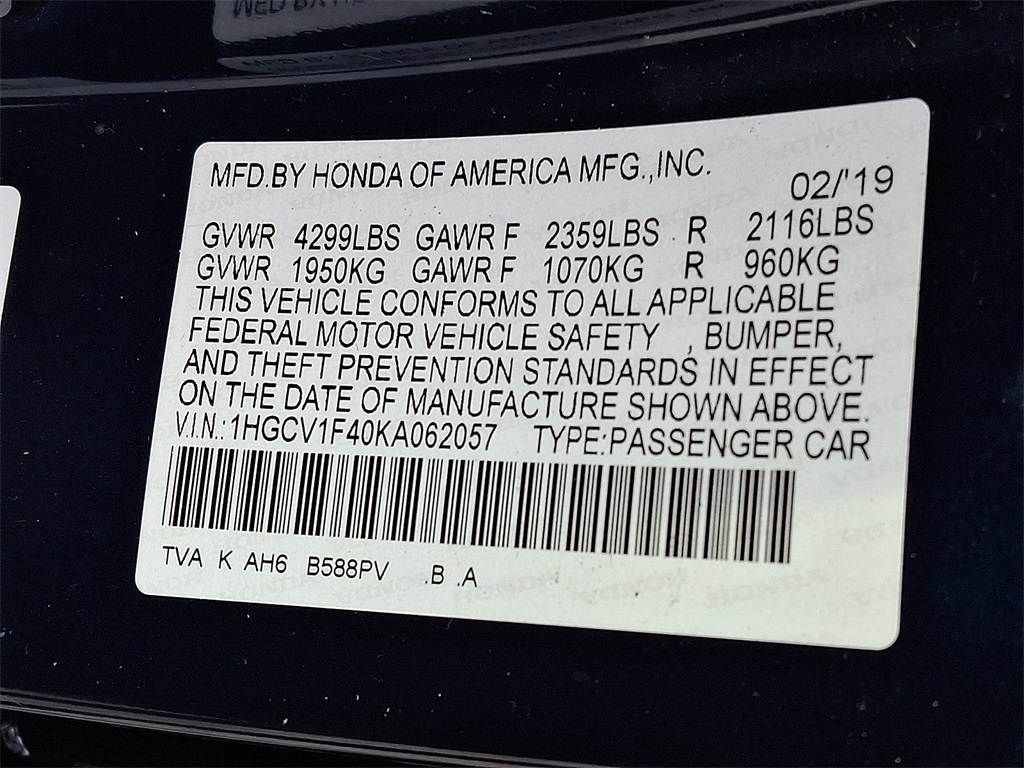 MFD.BY HONDA OF AMERICA MFG.,INC.
02/'19
GVWR 4299LBS GAWR F 2359LBS R 2116LBS
GVWR 1950KG GAWR F 1070KG R 960KG
THIS VEHICLE CONFORMS TO ALL APPLICABLE
FEDERAL MOTOR VEHICLE SAFETY , BUMPER,
AND THEFT PREVENTION STANDARDS IN EFFECT
ON THE DATE OF MANUFACTURE SHOWN ABOVE.
V.I.N.:1HGCV1F40KA062057 TYPE:PASSENGER CAR
TVA K AH6 B588PV .B .A